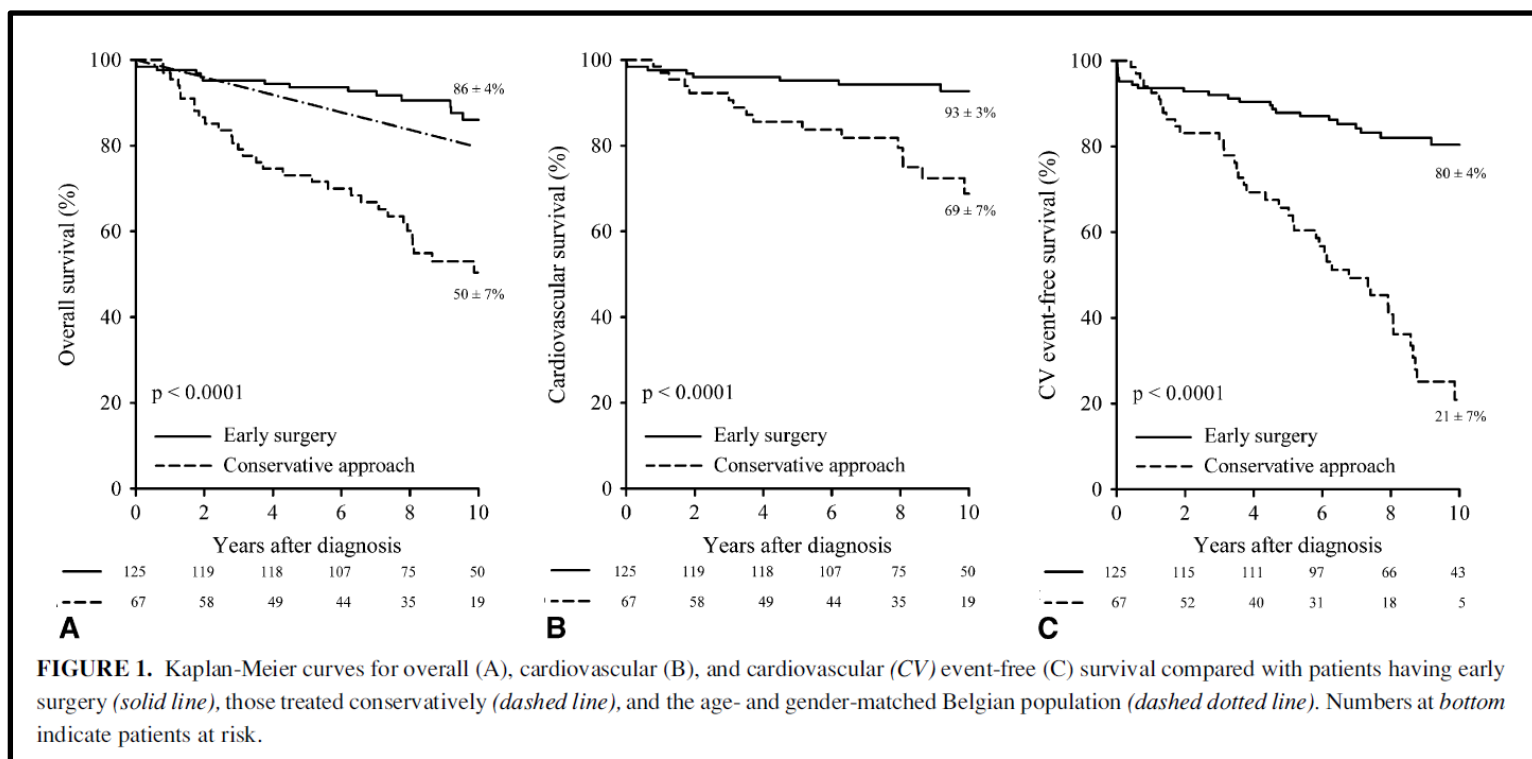 100
80
60
40
20
0
Overall survival (%)
86 ± 4%
50 ± 7%
p < 0.0001
Early surgery
Conservative approach
0 2 4 6 8 10
Years after diagnosis
125 119 118 107 75 50
67 58 49 44 35 19
A
100
80
60
40
20
0
Cardiovascular survival (%)
93 ± 3%
69 ± 7%
p < 0.0001
Early surgery
Conservative approach
0 2 4 6 8 10
Years after diagnosis
125 119 118 107 75 50
67 58 49 44 35 19
B
100
80
60
40
20
0
CV event-free survival (%)
80 ± 4%
21 ± 7%
p < 0.0001
Early surgery
Conservative approach
0 2 4 6 8 10
Years after diagnosis
125 115 111 97 66 43
67 52 40 31 18 5
C
FIGURE 1. Kaplan-Meier curves for overall (A), cardiovascular (B), and cardiovascular (CV) event-free (C) survival compared with patients having early
surgery (solid line), those treated conservatively (dashed line), and the age- and gender-matched Belgian population (dashed dotted line). Numbers at bottom
indicate patients at risk.